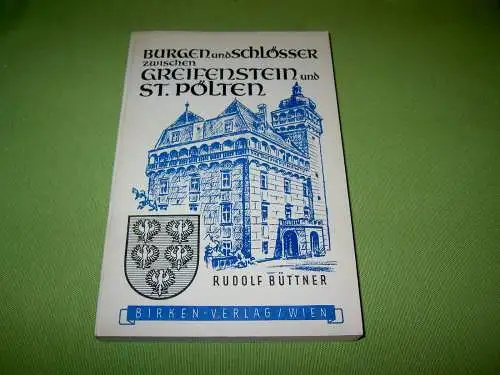 BURGEN und SCHLÖSSER
zwischen
GREIFENSTEIN und
ST. PÖLTEN
RUDOLF BÜTTNER
BIRKEN-VERLAG/WIEN